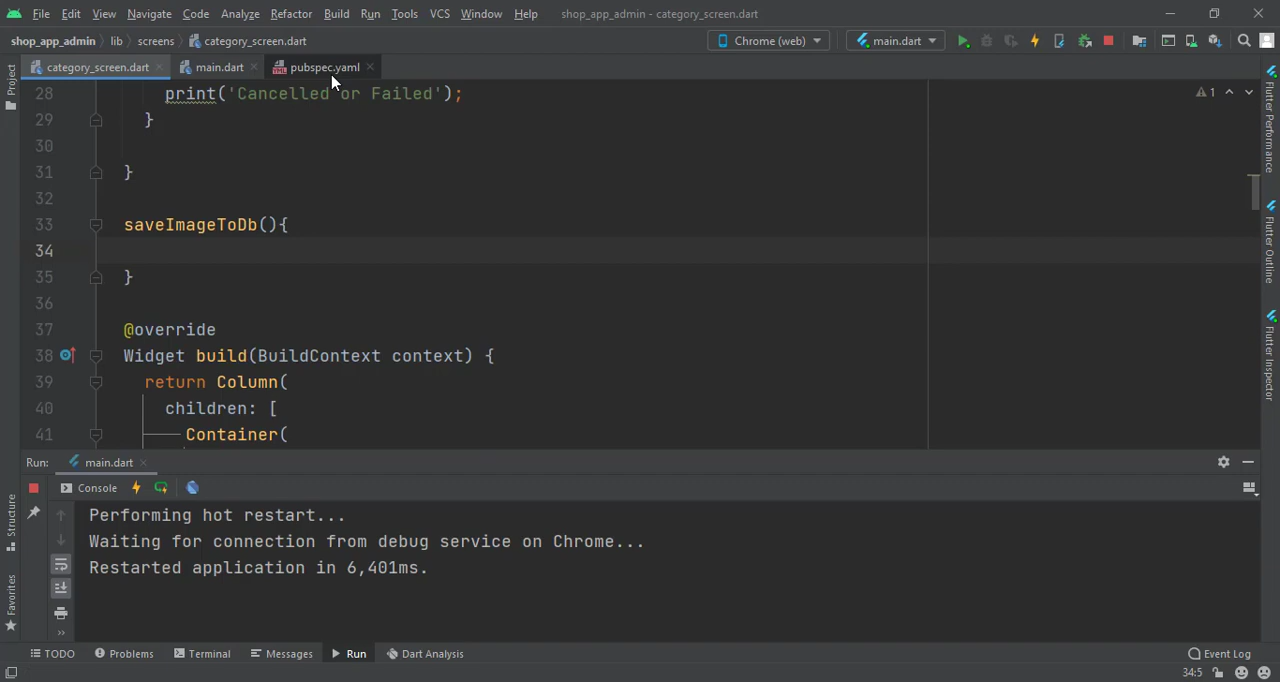 File Edit View Navigate Code Analyze Refactor Build Run Tools VCS Window Help shop_app_admin - category_screen.dart
shop_app_admin lib screens category_screen.dart Chrome (web) main.dart
category_screen.dart main.dart pubspec.yaml
Project
Structure
Favorites
28 print('Cancelled or Failed');
29 }
30
31 }
32
33 saveImageToDb(){
34
35 }
36
37 @override
38 Widget build(BuildContext context) {
39 return Column(
40 children: [
41 Container(
1
Flutter Performance
Flutter Outline
Flutter Inspector
Run: main.dart
Console
Performing hot restart...
Waiting for connection from debug service on Chrome...
Restarted application in 6,401ms.
TODO Problems Terminal Messages Run Dart Analysis Event Log
34:5